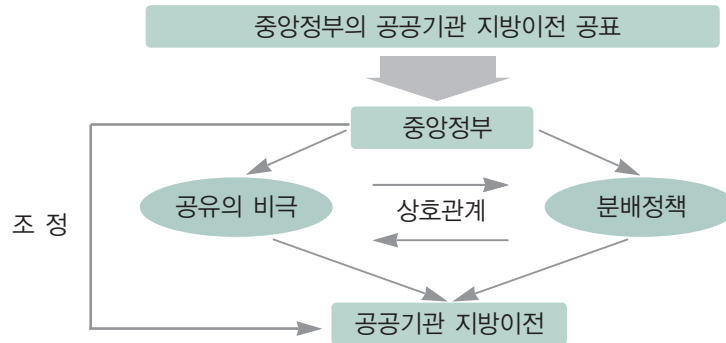 중앙정부의 공공기관 지방이전 공표
중앙정부
공유의 비극
상호관계
분배정책
조 정
공공기관 지방이전